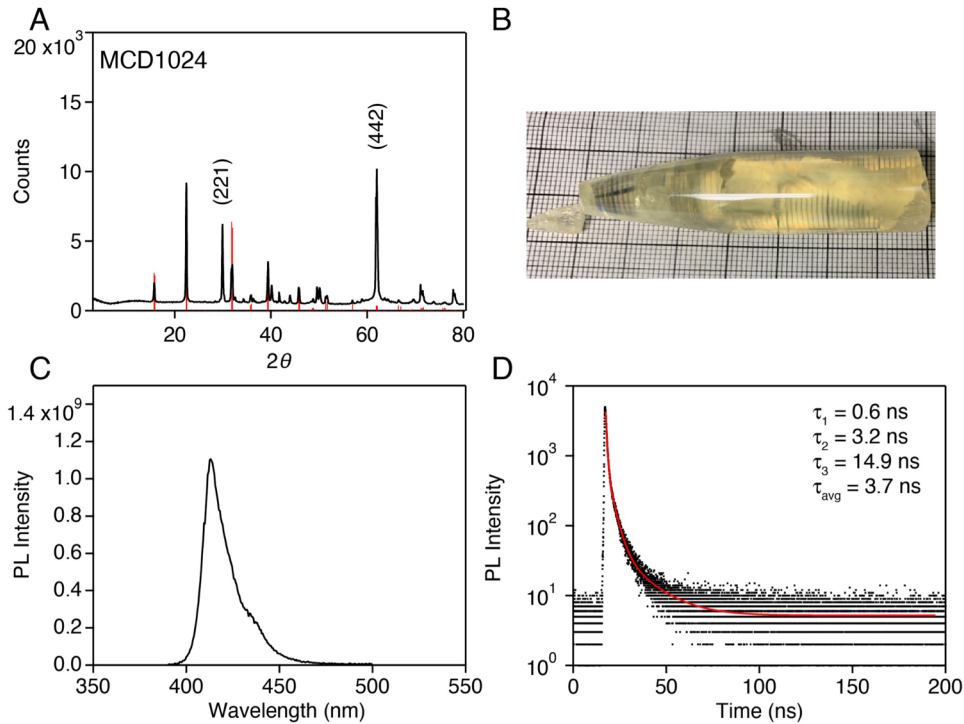 A
20 x10³
15
10
5
0
Counts
MCD1024
(221)
(442)
20
40
60
80
2θ
B
C
1.4 x10⁹
1.2
1.0
0.8
0.6
0.4
0.2
0.0
PL Intensity
350
400
450
500
550
Wavelength (nm)
D
10⁴
10³
10²
10¹
10⁰
PL Intensity
τ₁ = 0.6 ns
τ₂ = 3.2 ns
τ₃ = 14.9 ns
τavg = 3.7 ns
0
50
100
150
200
Time (ns)